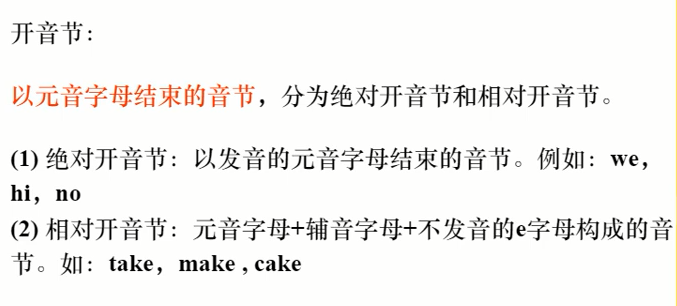 开音节：
以元音字母结束的音节，分为绝对开音节和相对开音节。
(1) 绝对开音节：以发音的元音字母结束的音节。例如：we，
hi，no
(2) 相对开音节：元音字母+辅音字母+不发音的e字母构成的音
节。如：take，make , cake